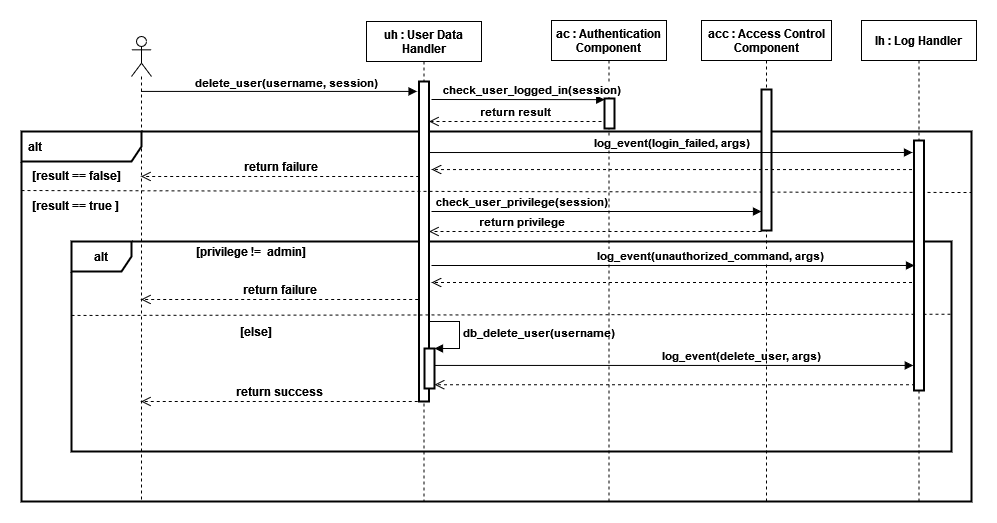 uh : User Data
Handler
ac : Authentication
Component
acc : Access Control
Component
lh : Log Handler
delete_user(username, session)
check_user_logged_in(session)
return result
alt
log_event(login_failed, args)
return failure
[result == false]
[result == true ]
check_user_privilege(session)
return privilege
alt
[privilege != admin]
log_event(unauthorized_command, args)
return failure
[else]
db_delete_user(username)
log_event(delete_user, args)
return success